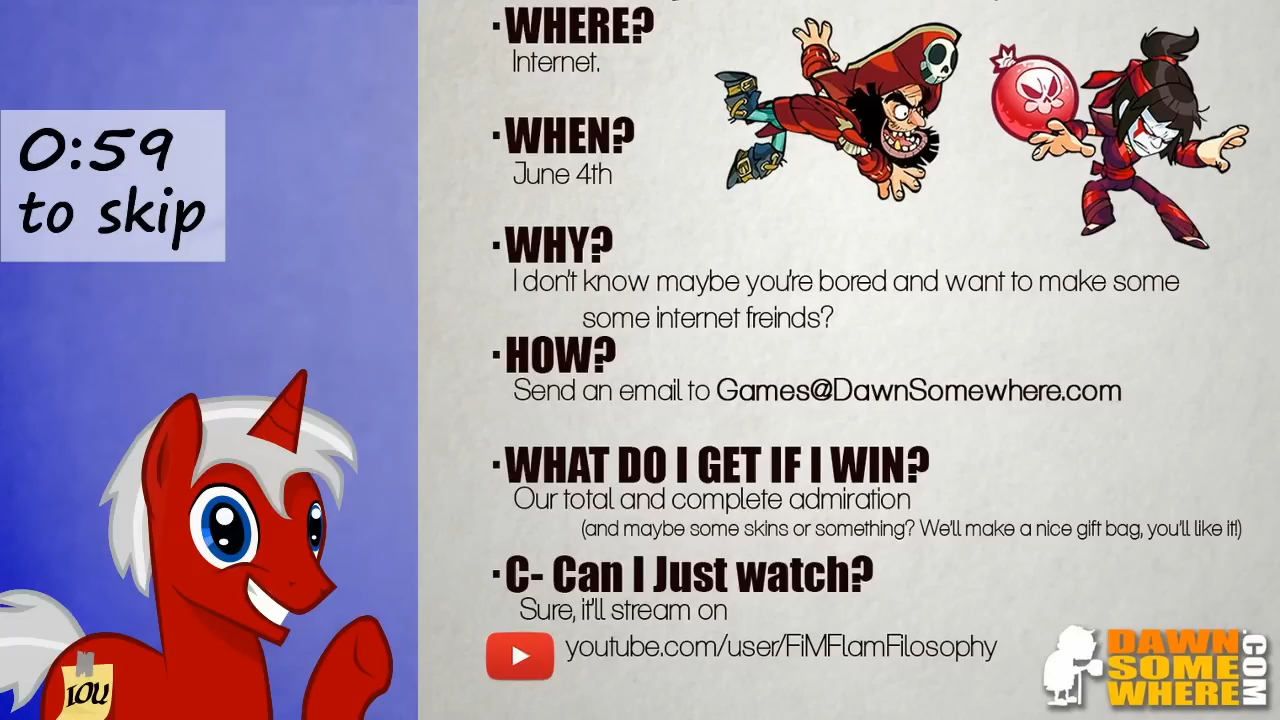 0:59
to skip
· WHERE?
Internet.
· WHEN?
June 4th
· WHY?
I don't know maybe you're bored and want to make some
some internet freinds?
· HOW?
Send an email to Games@DawnSomewhere.com
· WHAT DO I GET IF I WIN?
Our total and complete admiration
(and maybe some skins or something? We'll make a nice gift bag, you'll like it!)
· C- Can I Just watch?
Sure, it'll stream on
youtube.com/user/FiMFlamFilosophy
IOU
DAWN
SOME
WHERE
.COM